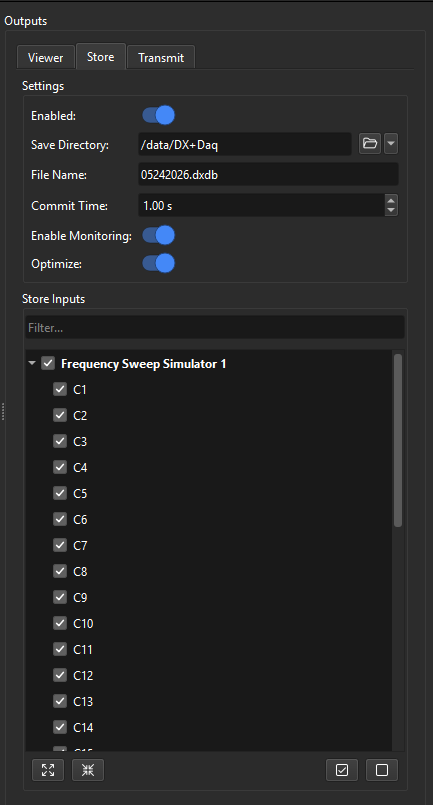 Outputs
Viewer Store Transmit
Settings
Enabled:
Save Directory: /data/DX+Daq
File Name: 05242026.dxdb
Commit Time: 1.00 s
Enable Monitoring:
Optimize:
Store Inputs
Filter...
Frequency Sweep Simulator 1
C1
C2
C3
C4
C5
C6
C7
C8
C9
C10
C11
C12
C13
C14
C15